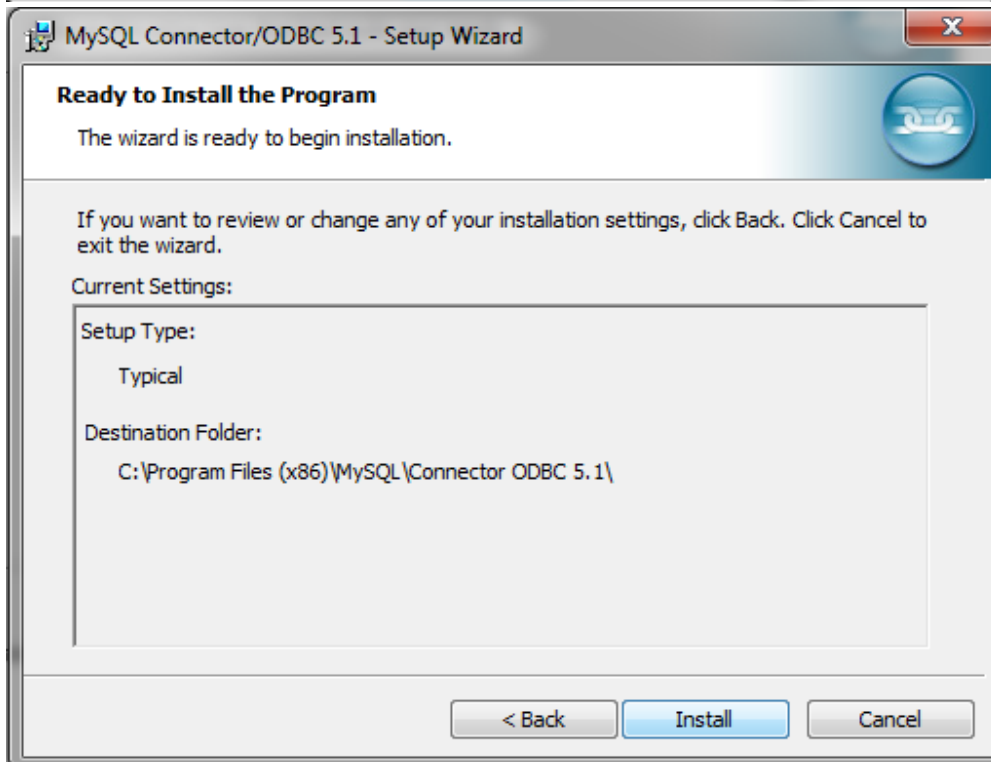 MySQL Connector/ODBC 5.1 - Setup Wizard
Ready to Install the Program
The wizard is ready to begin installation.
If you want to review or change any of your installation settings, click Back. Click Cancel to
exit the wizard.
Current Settings:
Setup Type:
Typical
Destination Folder:
C:\Program Files (x86)\MySQL\Connector ODBC 5.1\
< Back Install Cancel